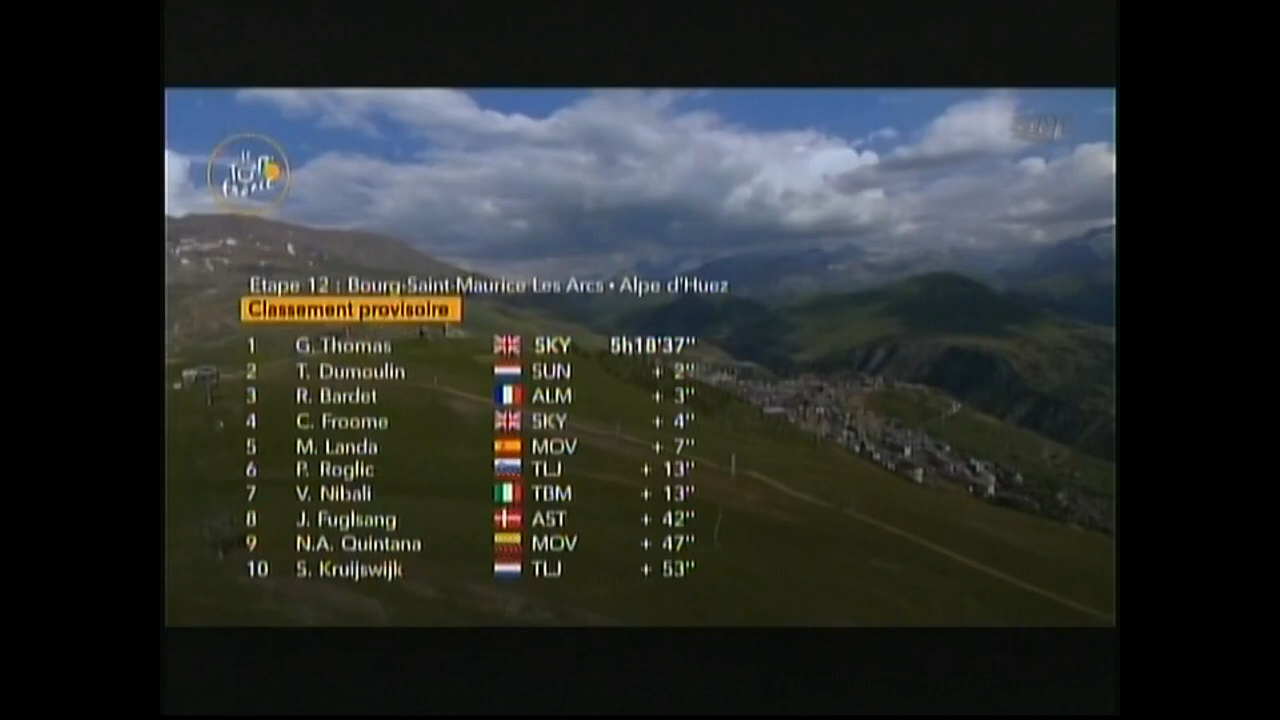 Etape 12 : Bourg-Saint-Maurice Les Arcs • Alpe d'Huez
Classement provisoire
1 G. Thomas SKY 5h18'37''
2 T. Dumoulin SUN + 2''
3 R. Bardet ALM + 3''
4 C. Froome SKY + 4''
5 M. Landa MOV + 7''
6 P. Roglic TLJ + 13''
7 V. Nibali TBM + 13''
8 J. Fuglsang AST + 42''
9 N.A. Quintana MOV + 47''
10 S. Kruijswijk TLJ + 53''